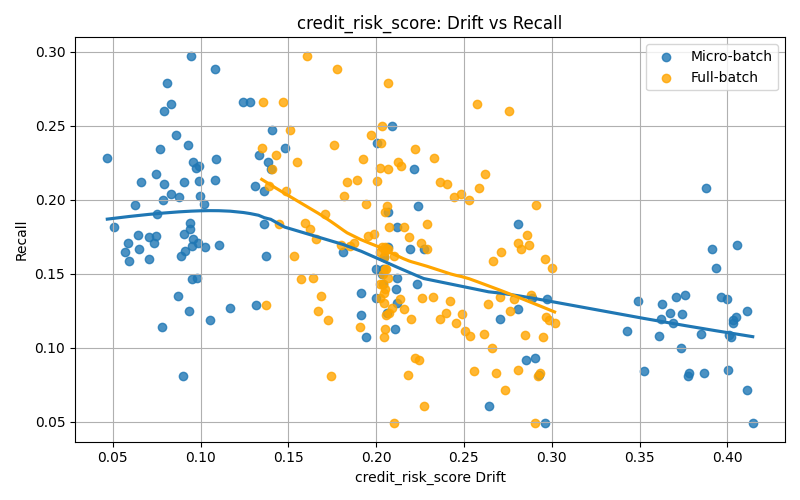 credit_risk_score: Drift vs Recall
Micro-batch
Full-batch
Recall
0.30
0.25
0.20
0.15
0.10
0.05
0.05 0.10 0.15 0.20 0.25 0.30 0.35 0.40
credit_risk_score Drift